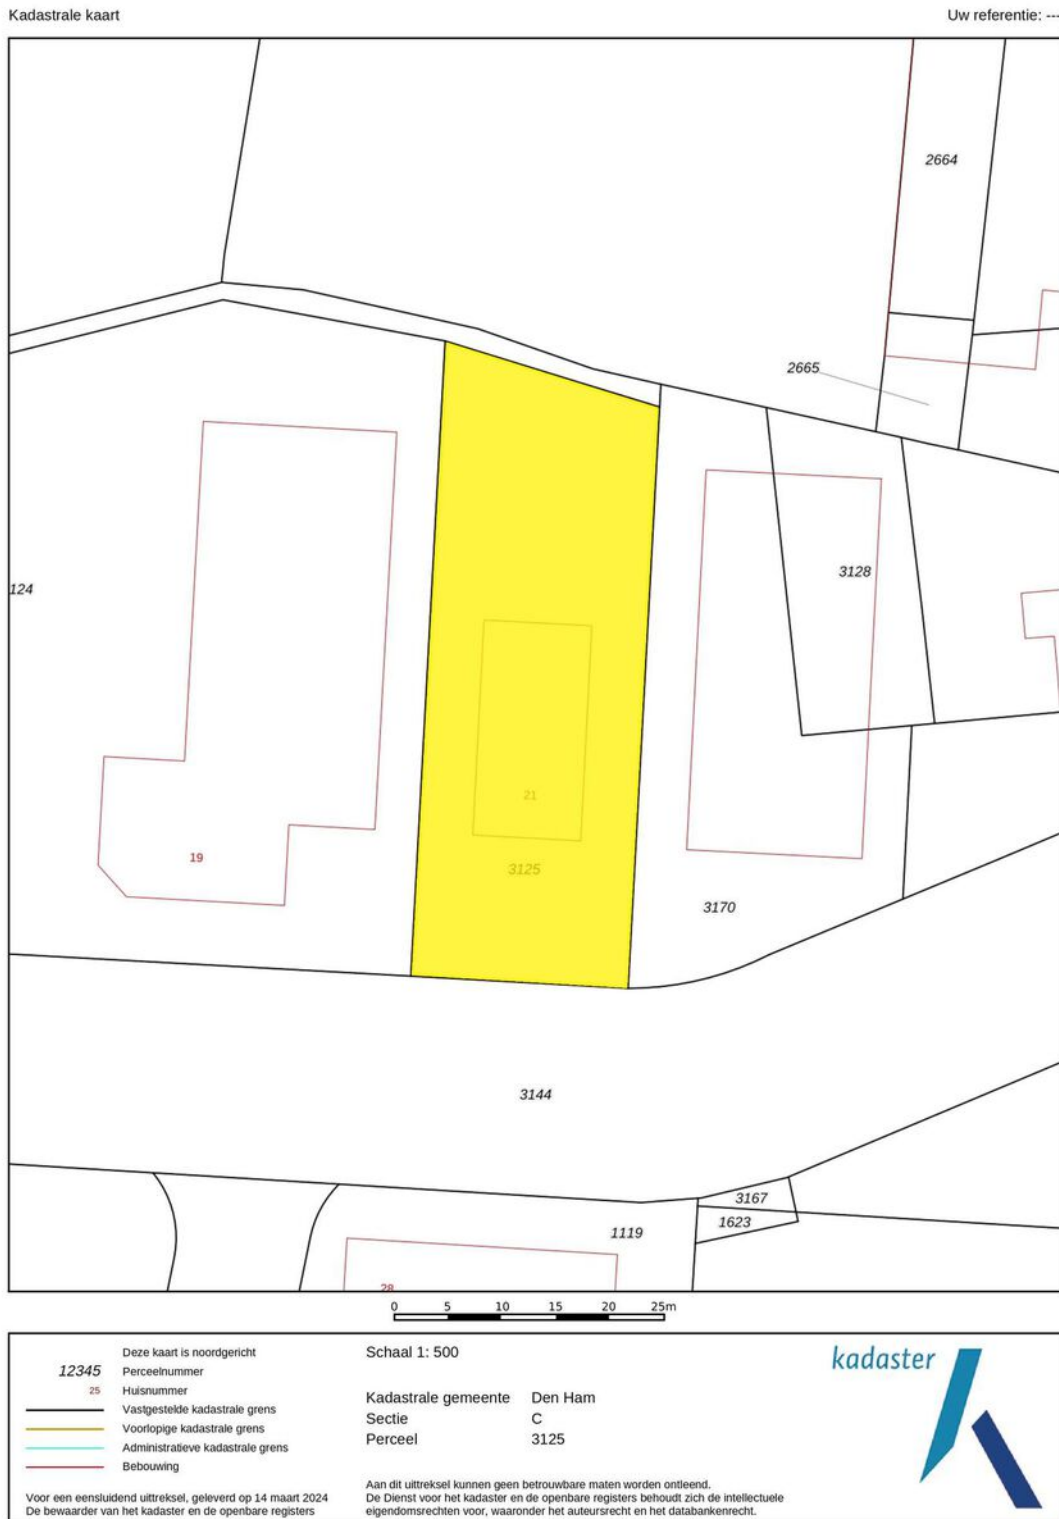 Kadastrale kaart
Uw referentie: ---
2664
2665
124
3128
21
19
3125
3170
3144
3167
1623
1119
28
0 5 10 15 20 25m
Deze kaart is noordgericht
12345 Perceelnummer
25 Huisnummer
Vastgestelde kadastrale grens
Voorlopige kadastrale grens
Administratieve kadastrale grens
Bebouwing
Voor een eensluidend uittreksel, geleverd op 14 maart 2024
De bewaarder van het kadaster en de openbare registers
Schaal 1: 500
Kadastrale gemeente Den Ham
Sectie C
Perceel 3125
Aan dit uittreksel kunnen geen betrouwbare maten worden ontleend.
De Dienst voor het kadaster en de openbare registers behoudt zich de intellectuele
eigendomsrechten voor, waaronder het auteursrecht en het databankenrecht.
kadaster